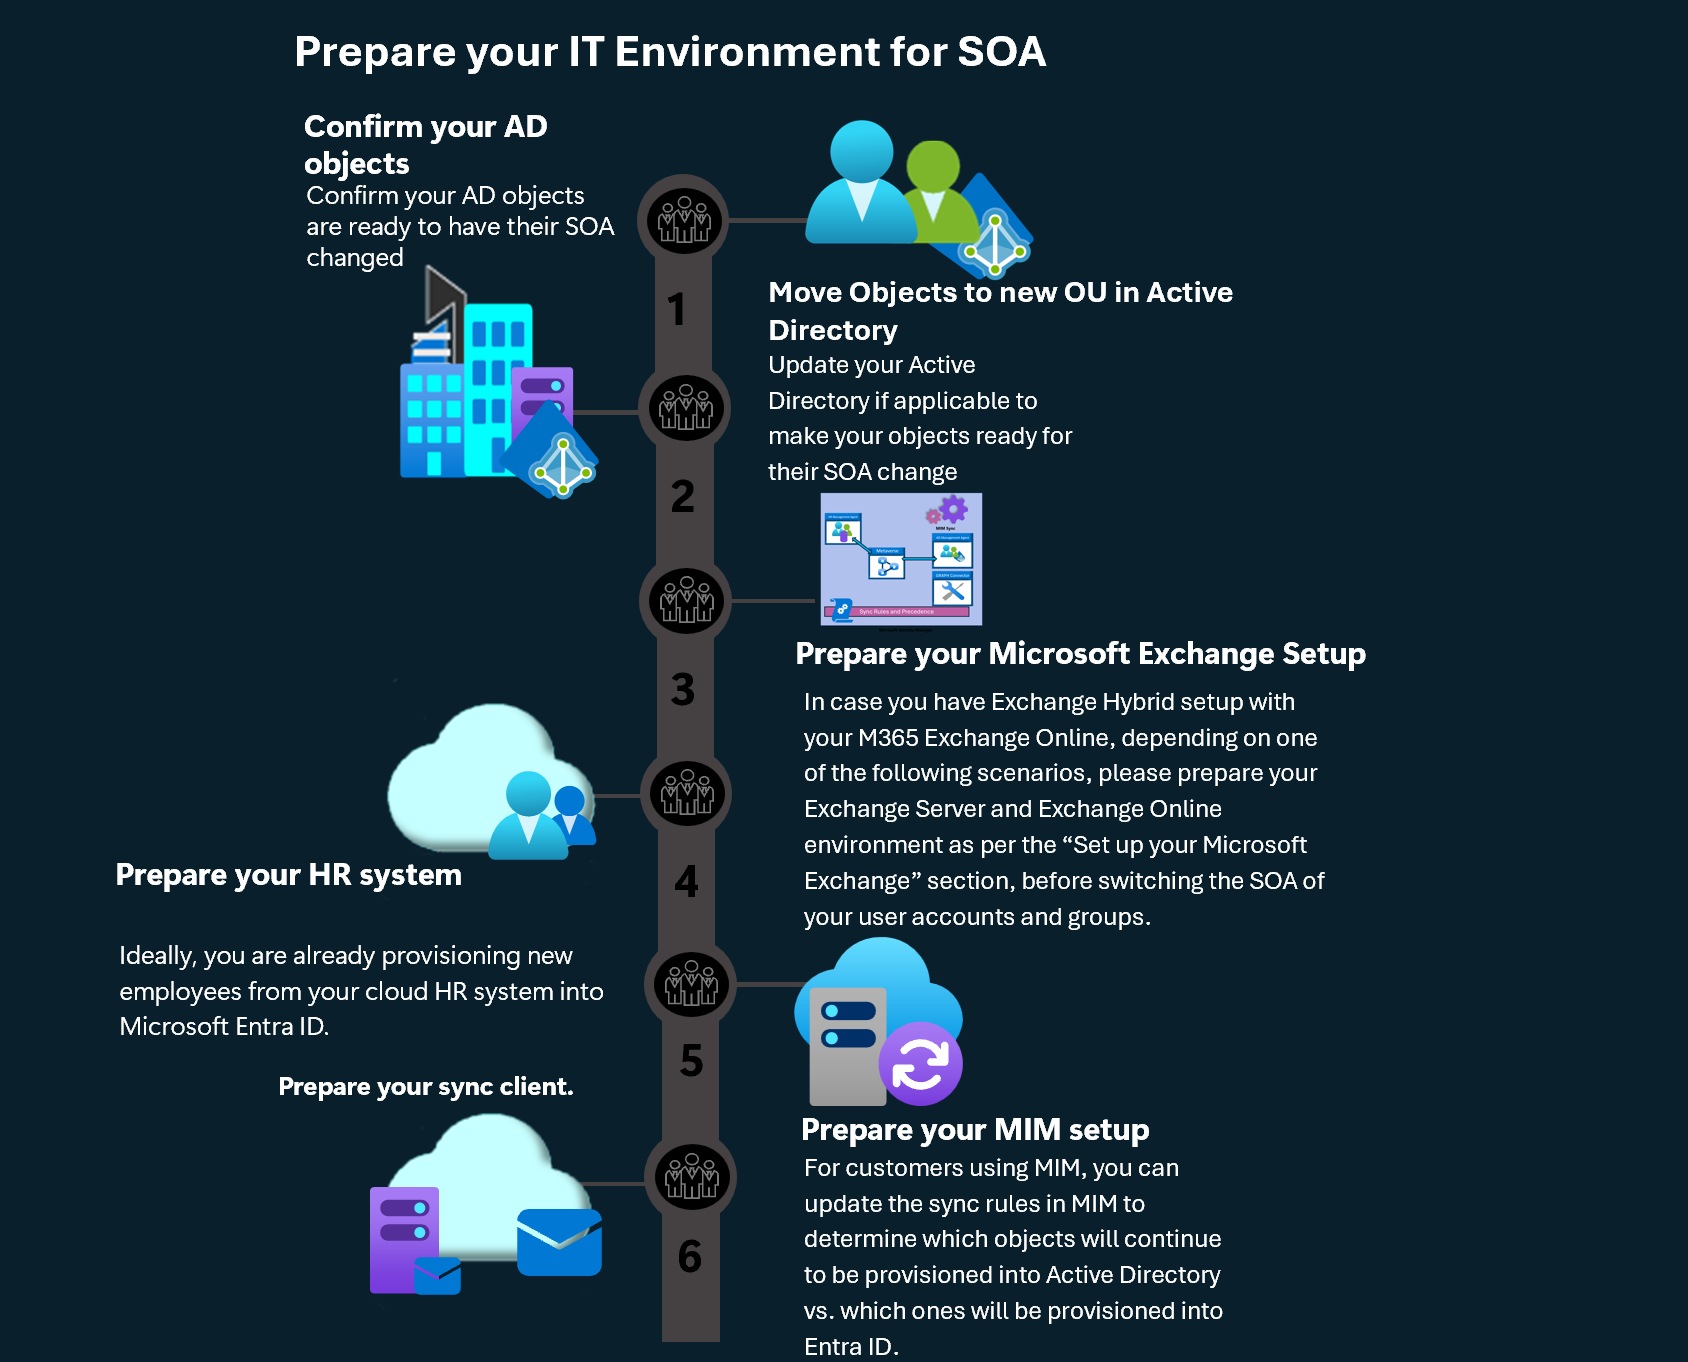 Prepare your IT Environment for SOA
Confirm your AD
objects
Confirm your AD objects
are ready to have their SOA
changed
1
Move Objects to new OU in Active
Directory
Update your Active
Directory if applicable to
make your objects ready for
their SOA change
2
MIM Sync
Metaverse
GRAPH Connector
Sync Rules and Precedence
Prepare your Microsoft Exchange Setup
In case you have Exchange Hybrid setup with
your M365 Exchange Online, depending on one
of the following scenarios, please prepare your
Exchange Server and Exchange Online
environment as per the “Set up your Microsoft
Exchange” section, before switching the SOA of
your user accounts and groups.
3
Prepare your HR system
Ideally, you are already provisioning new
employees from your cloud HR system into
Microsoft Entra ID.
4
5
Prepare your sync client.
Prepare your MIM setup
For customers using MIM, you can
update the sync rules in MIM to
determine which objects will continue
to be provisioned into Active Directory
vs. which ones will be provisioned into
Entra ID.
6